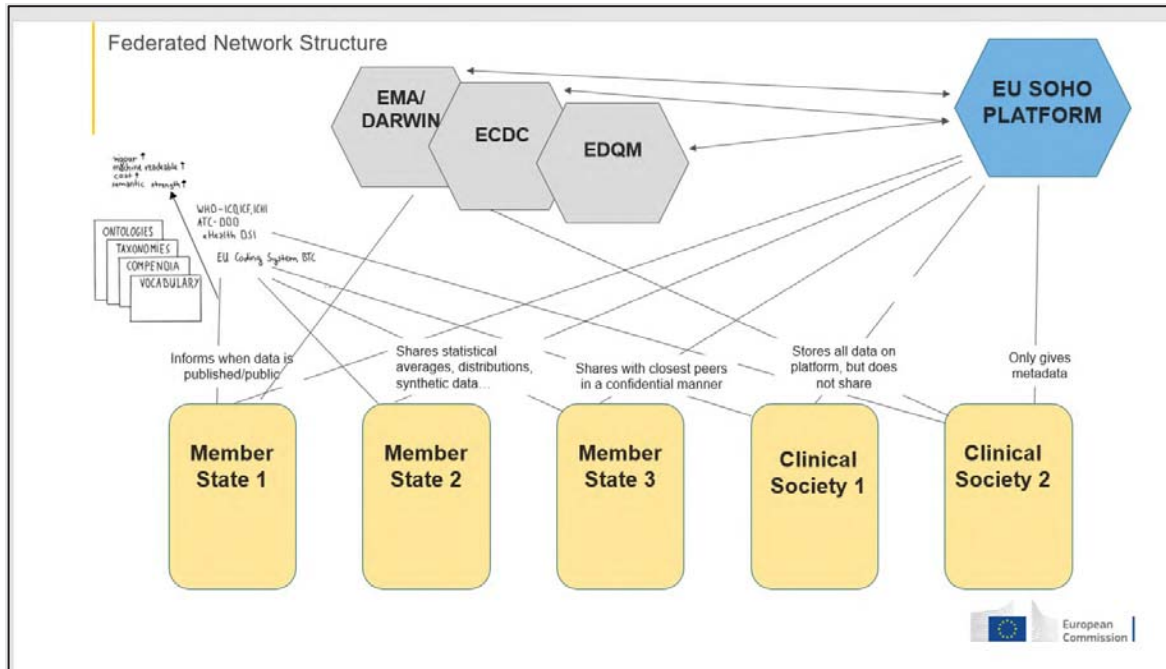 Federated Network Structure
EMA/
DARWIN
ECDC
EDQM
EU SOHO
PLATFORM
rigour ↑
machine readable ↑
cost ↑
semantic strength ↑
WHO-ICD,ICF,ICHI
ATC-DDD
eHealth DSI
EU Coding System BTC
ONTOLOGIES
TAXONOMIES
COMPENDIA
VOCABULARY
Informs when data is
published/public
Shares statistical
averages, distributions,
synthetic data...
Shares with closest peers
in a confidential manner
Stores all data on
platform, but does
not share
Only gives
metadata
Member
State 1
Member
State 2
Member
State 3
Clinical
Society 1
Clinical
Society 2
European
Commission